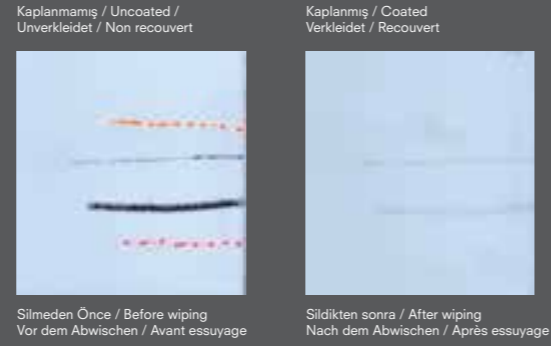 Kaplanmamış / Uncoated /
Unverkleidet / Non recouvert
Kaplanmış / Coated
Verkleidet / Recouvert
Silmeden Önce / Before wiping
Vor dem Abwischen / Avant essuyage
Sildikten sonra / After wiping
Nach dem Abwischen / Après essuyage